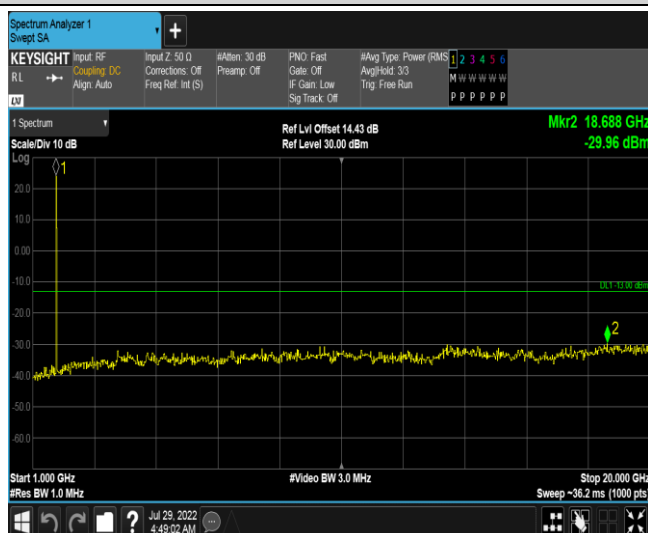 Spectrum Analyzer 1
Swept SA
+
KEYSIGHT
RL
LXI
Input: RF
Coupling: DC
Align: Auto
Input Z: 50 Ω
Corrections: Off
Freq Ref: Int (S)
#Atten: 30 dB
Preamp: Off
PNO: Fast
Gate: Off
IF Gain: Low
Sig Track: Off
#Avg Type: Power (RMS
Avg|Hold: 3/3
Trig: Free Run
1 2 3 4 5 6
M W W W W W
P P P P P P
1 Spectrum
Scale/Div 10 dB
Log
Ref Lvl Offset 14.43 dB
Ref Level 30.00 dBm
Mkr2 18.688 GHz
-29.96 dBm
1
20.0
10.0
0.00
-10.0
DL1 -13.00 dBm
-20.0
2
-30.0
-40.0
-50.0
-60.0
Start 1.000 GHz
#Res BW 1.0 MHz
#Video BW 3.0 MHz
Stop 20.000 GHz
Sweep ~36.2 ms (1000 pts)
?
Jul 29, 2022
4:49:02 AM